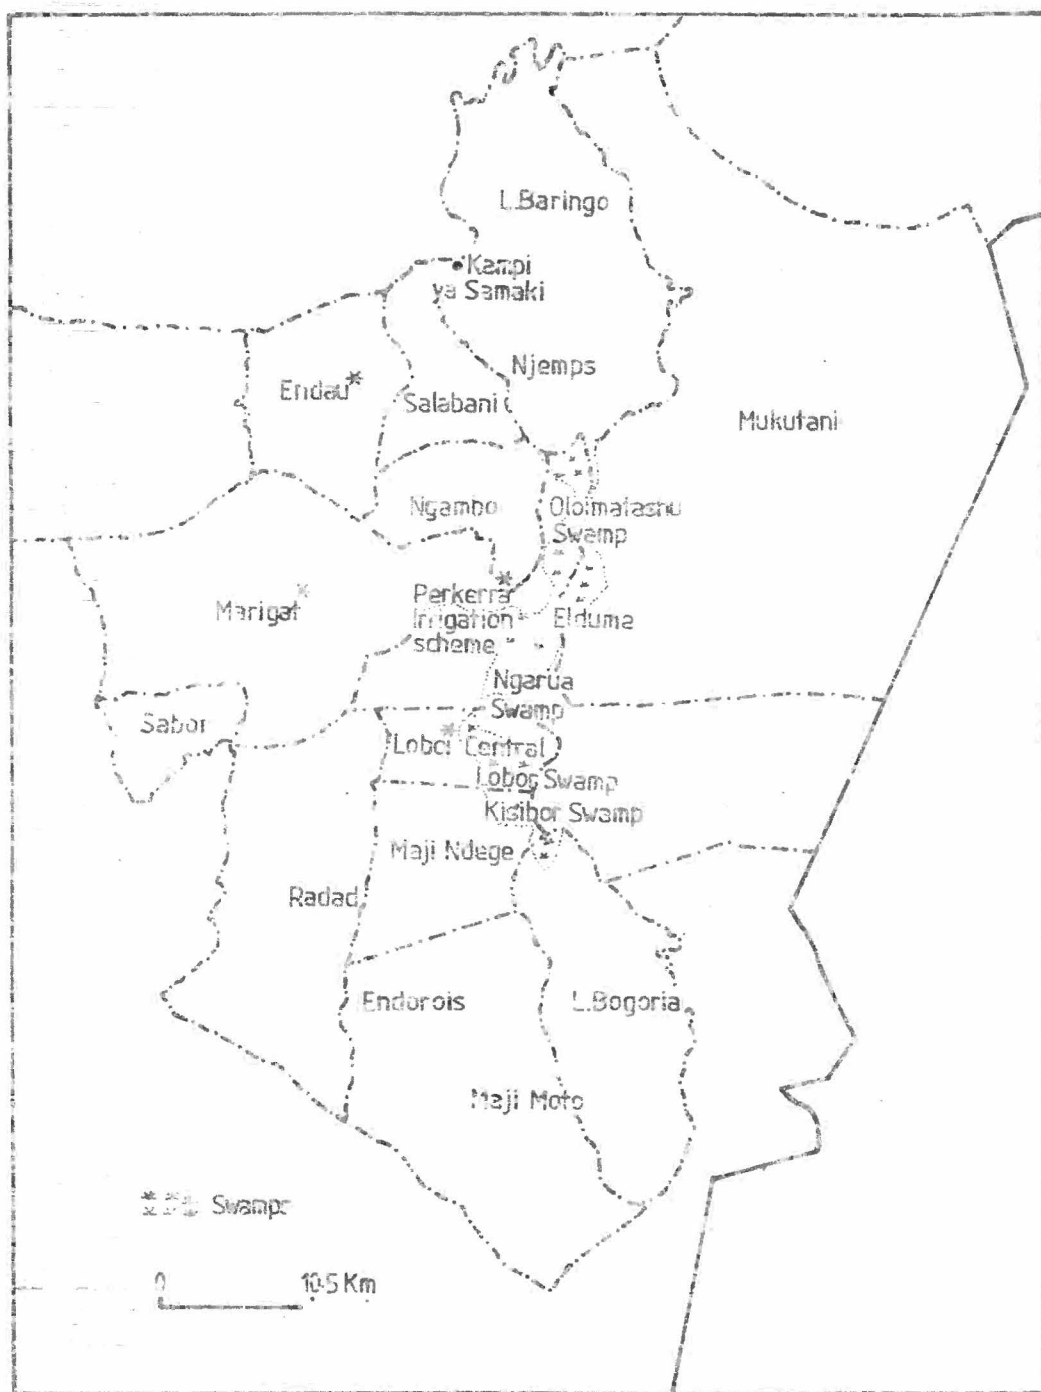 L.Baringo
Kampi
ya Samaki
Njemps
Endau*
Salabani
Mukutani
Ngambo
Oloimatashu
Swamp
Marigat*
Perkerra*
Irrigation
scheme
Elduma
Ngarua
Swamp
Sabor
Loboi* Central
Loboi Swamp
Kisibor Swamp
Maji Ndege
Radad
Endorois
L.Bogoria
Maji Moto
Swamps
0 10·5 Km